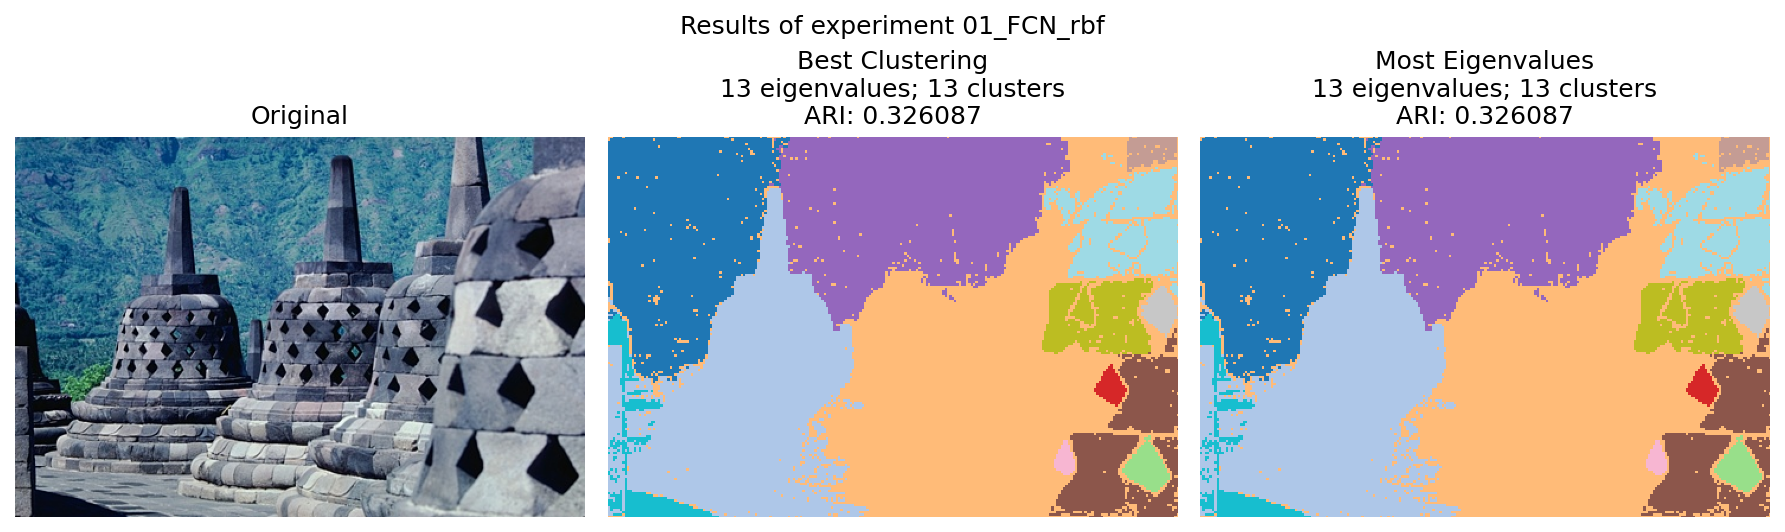 Results of experiment 01_FCN_rbf
Original
Best Clustering
13 eigenvalues; 13 clusters
ARI: 0.326087
Most Eigenvalues
13 eigenvalues; 13 clusters
ARI: 0.326087